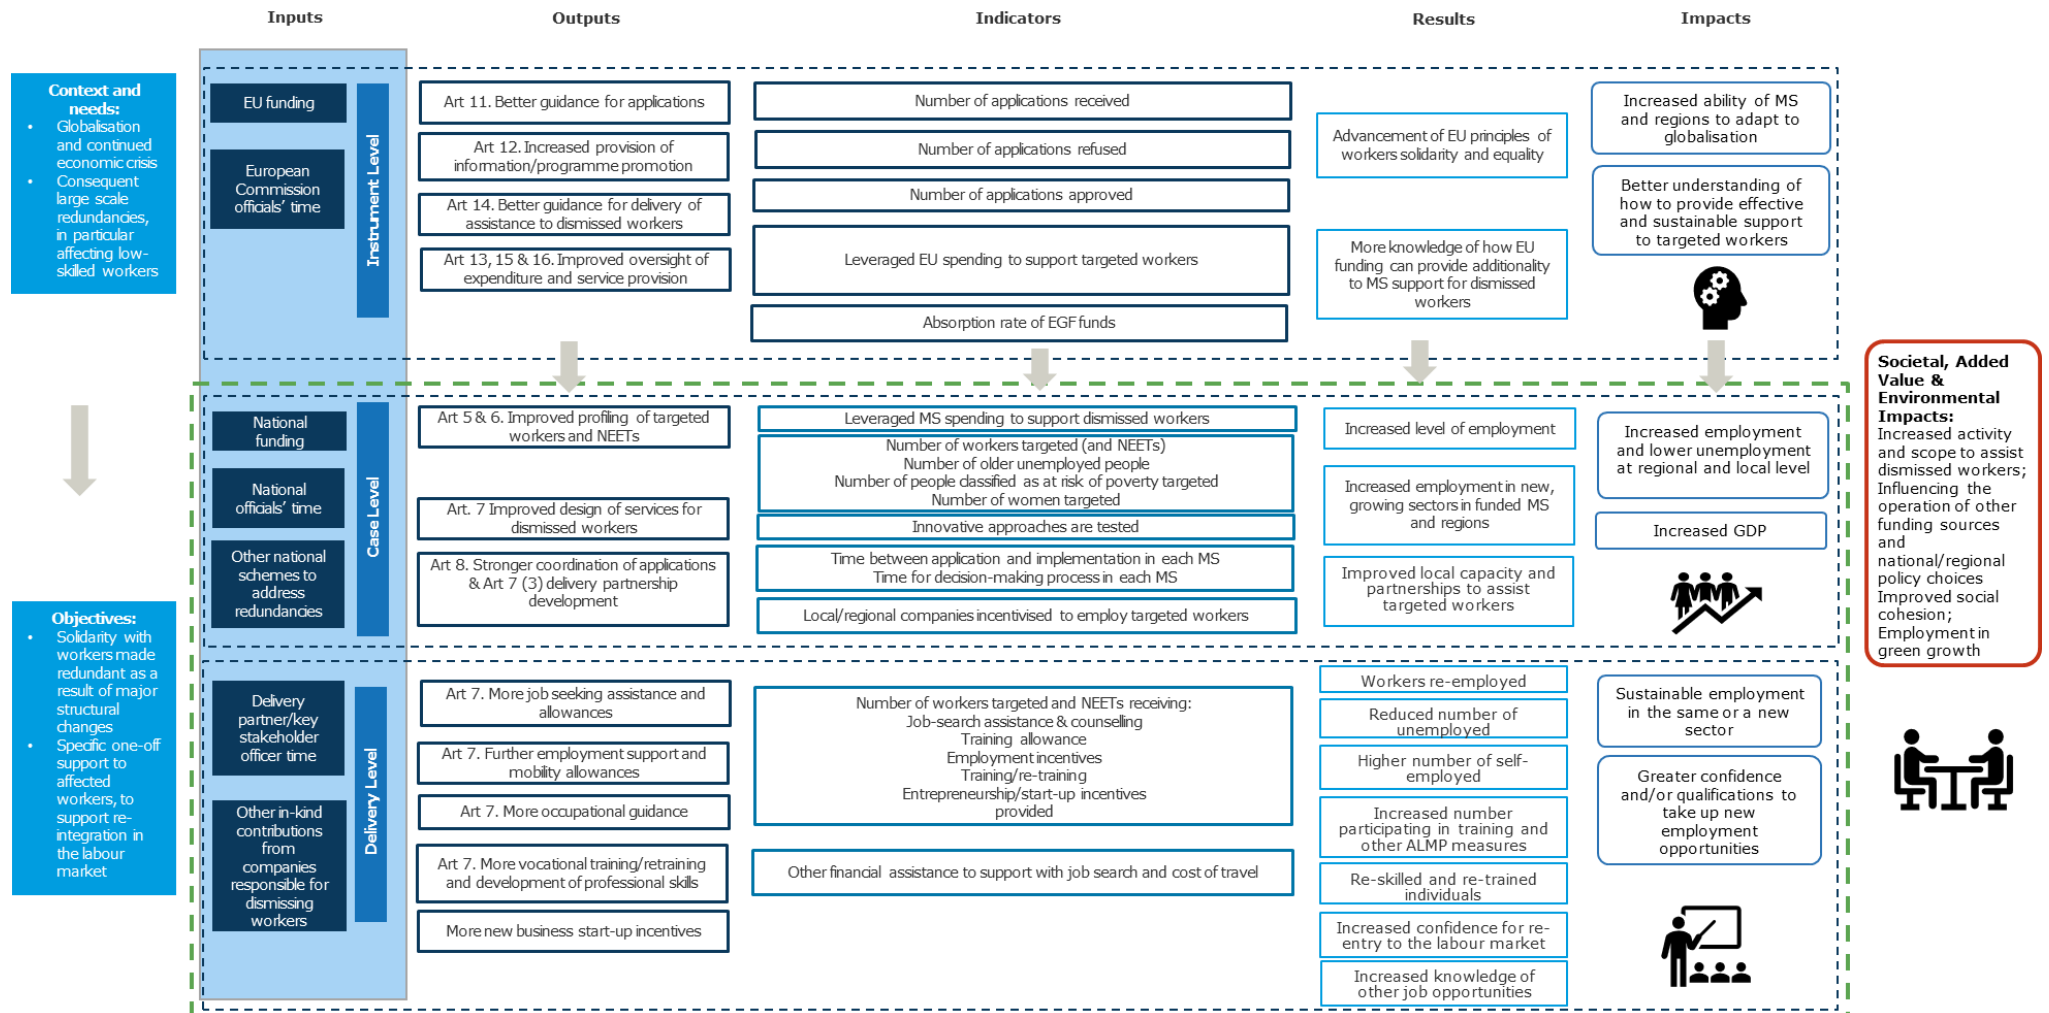 Inputs
Outputs
Indicators
Results
Impacts
Context and
needs:
• Globalisation
and continued
economic crisis
• Consequent
large scale
redundancies,
in particular
affecting low-
skilled workers
Objectives:
• Solidarity with
workers made
redundant as a
result of major
structural
changes
• Specific one-off
support to
affected
workers, to
support re-
integration in
the labour
market
EU funding
European
Commission
officials' time
Instrument Level
Art 11. Better guidance for applications
Art 12. Increased provision of
information/programme promotion
Art 14. Better guidance for delivery of
assistance to dismissed workers
Art 13, 15 & 16. Improved oversight of
expenditure and service provision
Number of applications received
Number of applications refused
Number of applications approved
Leveraged EU spending to support targeted workers
Absorption rate of EGF funds
Advancement of EU principles of
workers solidarity and equality
More knowledge of how EU
funding can provide additionality
to MS support for dismissed
workers
Increased ability of MS
and regions to adapt to
globalisation
Better understanding of
how to provide effective
and sustainable support
to targeted workers
National
funding
National
officials' time
Other national
schemes to
address
redundancies
Case Level
Art 5 & 6. Improved profiling of targeted
workers and NEETs
Art. 7 Improved design of services for
dismissed workers
Art 8. Stronger coordination of applications
& Art 7 (3) delivery partnership
development
Leveraged MS spending to support dismissed workers
Number of workers targeted (and NEETs)
Number of older unemployed people
Number of people classified as at risk of poverty targeted
Number of women targeted
Innovative approaches are tested
Time between application and implementation in each MS
Time for decision-making process in each MS
Local/regional companies incentivised to employ targeted workers
Increased level of employment
Increased employment in new,
growing sectors in funded MS
and regions
Improved local capacity and
partnerships to assist
targeted workers
Increased employment
and lower unemployment
at regional and local level
Increased GDP
Delivery
partner/key
stakeholder
officer time
Other in-kind
contributions
from
companies
responsible for
dismissing
workers
Delivery Level
Art 7. More job seeking assistance and
allowances
Art 7. Further employment support and
mobility allowances
Art 7. More occupational guidance
Art 7. More vocational training/retraining
and development of professional skills
More new business start-up incentives
Number of workers targeted and NEETs receiving:
Job-search assistance & counselling
Training allowance
Employment incentives
Training/re-training
Entrepreneurship/start-up incentives
provided
Other financial assistance to support with job search and cost of travel
Workers re-employed
Reduced number of
unemployed
Higher number of self-
employed
Increased number
participating in training and
other ALMP measures
Re-skilled and re-trained
individuals
Increased confidence for re-
entry to the labour market
Increased knowledge of
other job opportunities
Sustainable employment
in the same or a new
sector
Greater confidence
and/or qualifications to
take up new
employment
opportunities
Societal, Added
Value &
Environmental
Impacts:
Increased activity
and scope to assist
dismissed workers;
Influencing the
operation of other
funding sources
and
national/regional
policy choices
Improved social
cohesion;
Employment in
green growth